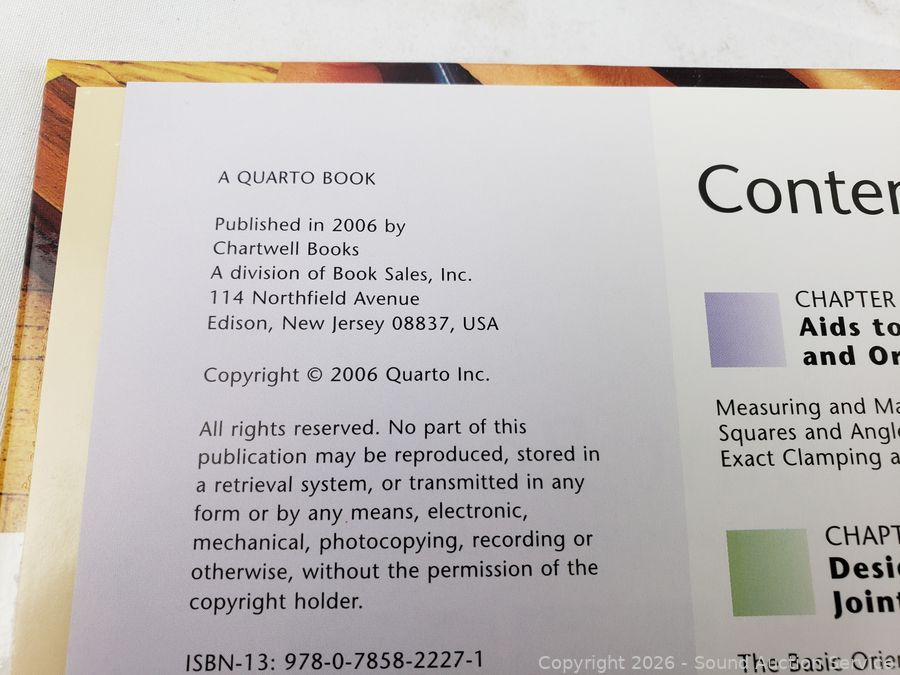 A QUARTO BOOK
Published in 2006 by
Chartwell Books
A division of Book Sales, Inc.
114 Northfield Avenue
Edison, New Jersey 08837, USA
Copyright © 2006 Quarto Inc.
All rights reserved. No part of this
publication may be reproduced, stored in
a retrieval system, or transmitted in any
form or by any means, electronic,
mechanical, photocopying, recording or
otherwise, without the permission of the
copyright holder.
ISBN-13: 978-0-7858-2227-1
Conten
CHAPTER
Aids to
and Or
Measuring and Ma
Squares and Angle
Exact Clamping a
CHAPT
Desi
Joint
The Basic Orie
Copyright 2026 - Sound Auction Service